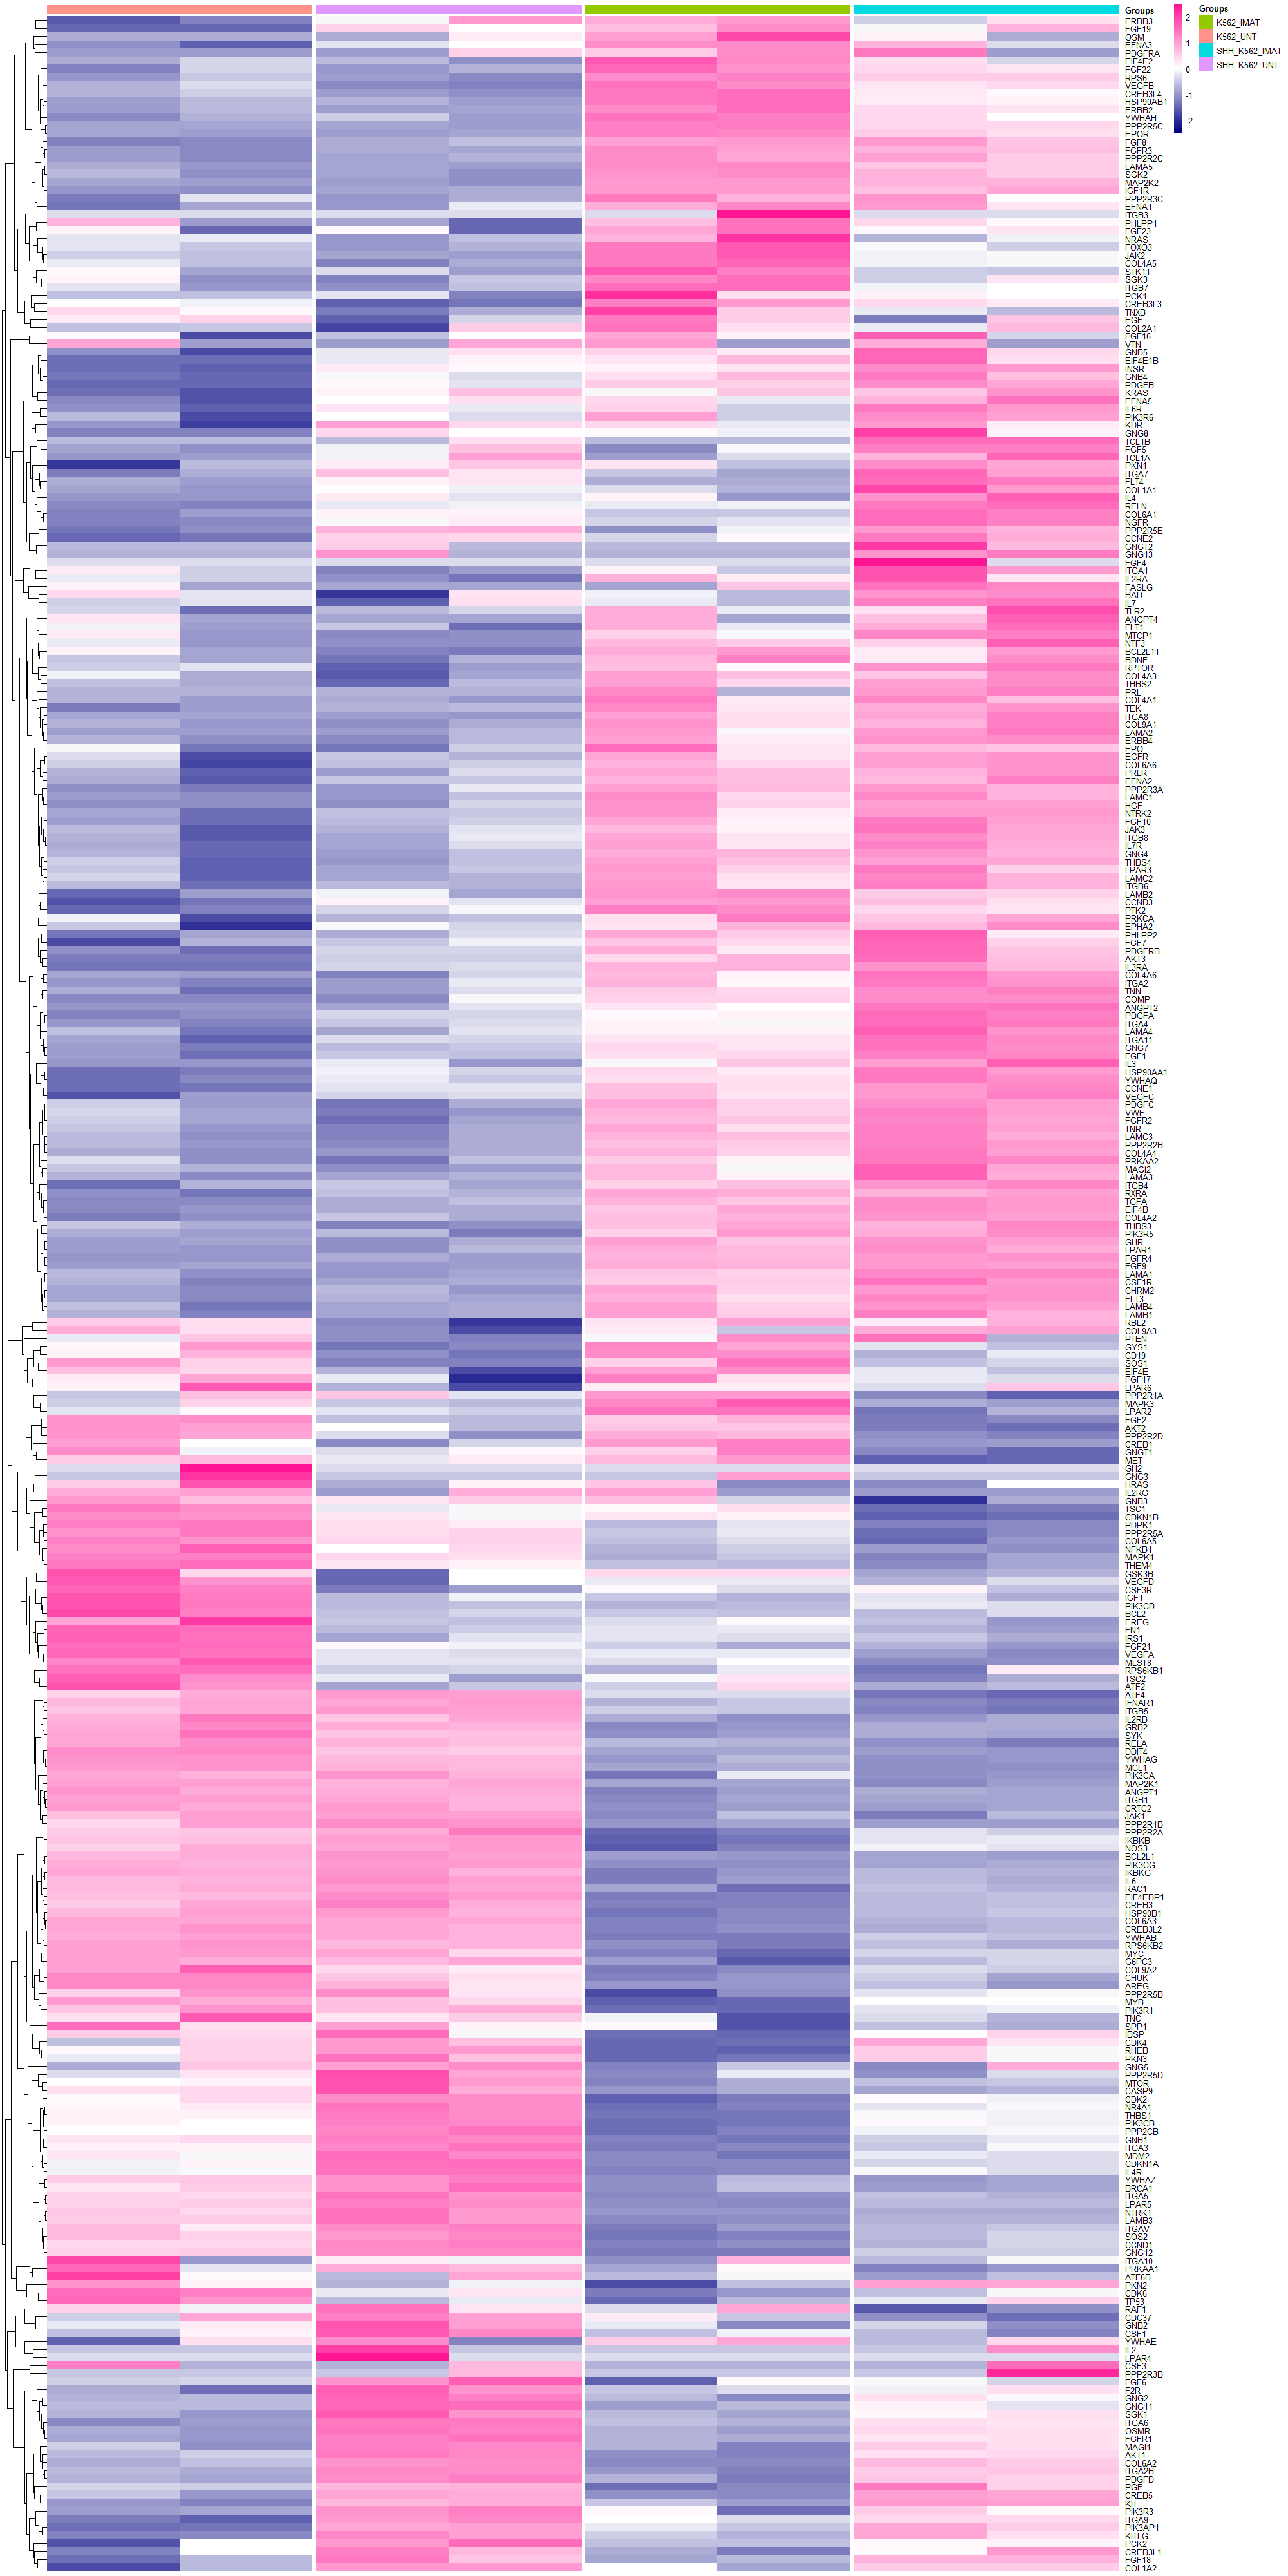 Groups
ERBB3
FGF19
OSM
EFNA3
PDGFRA
EIF4E2
FGF22
RPS6
VEGFB
CREB3L4
HSP90AB1
ERBB2
YWHAH
PPP2R5C
EPOR
FGF8
FGFR3
PPP2R2C
LAMA5
SGK2
MAP2K2
IGF1R
PPP2R3C
EFNA1
ITGB3
PHLPP1
FGF23
NRAS
FOXO3
JAK2
COL4A5
STK11
SGK3
ITGB7
PCK1
CREB3L3
TNXB
EGF
COL2A1
FGF16
VTN
GNB5
EIF4E1B
INSR
GNB4
PDGFB
KRAS
EFNA5
IL6R
PIK3R6
KDR
GNG8
TCL1B
FGF5
TCL1A
PKN1
ITGA7
FLT4
COL1A1
IL4
RELN
COL6A1
NGFR
PPP2R5E
CCNE2
GNGT2
GNG13
FGF4
ITGA1
IL2RA
FASLG
BAD
IL7
TLR2
ANGPT4
FLT1
MTCP1
NTF3
BCL2L11
BDNF
RPTOR
COL4A3
THBS2
PRL
COL4A1
TEK
ITGA8
COL9A1
LAMA2
ERBB4
EPO
EGFR
COL6A6
PRLR
EFNA2
PPP2R3A
LAMC1
HGF
NTRK2
FGF10
JAK3
ITGB8
IL7R
GNG4
THBS4
LPAR3
LAMC2
ITGB6
LAMB2
CCND3
PTK2
PRKCA
EPHA2
PHLPP2
FGF7
PDGFRB
AKT3
IL3RA
COL4A6
ITGA2
TNN
COMP
ANGPT2
PDGFA
ITGA4
LAMA4
ITGA11
GNG7
FGF1
IL3
HSP90AA1
YWHAQ
CCNE1
VEGFC
PDGFC
VWF
FGFR2
TNR
LAMC3
PPP2R2B
COL4A4
PRKAA2
MAGI2
LAMA3
ITGB4
RXRA
TGFA
EIF4B
COL4A2
THBS3
PIK3R5
GHR
LPAR1
FGFR4
FGF9
LAMA1
CSF1R
CHRM2
FLT3
LAMB4
LAMB1
RBL2
COL9A3
PTEN
GYS1
CD19
SOS1
EIF4E
FGF17
LPAR6
PPP2R1A
MAPK3
LPAR2
FGF2
AKT2
PPP2R2D
CREB1
GNGT1
MET
GH2
GNG3
HRAS
IL2RG
GNB3
TSC1
CDKN1B
PDPK1
PPP2R5A
COL6A5
NFKB1
MAPK1
THEM4
GSK3B
VEGFD
CSF3R
IGF1
PIK3CD
BCL2
EREG
FN1
IRS1
FGF21
VEGFA
MLST8
RPS6KB1
TSC2
ATF2
ATF4
IFNAR1
ITGB5
IL2RB
GRB2
SYK
RELA
DDIT4
YWHAG
MCL1
PIK3CA
MAP2K1
ANGPT1
ITGB1
CRTC2
JAK1
PPP2R1B
PPP2R2A
IKBKB
NOS3
BCL2L1
PIK3CG
IKBKG
IL6
RAC1
EIF4EBP1
CREB3
HSP90B1
COL6A3
CREB3L2
YWHAB
RPS6KB2
MYC
G6PC3
COL9A2
CHUK
AREG
PPP2R5B
MYB
PIK3R1
TNC
SPP1
IBSP
CDK4
RHEB
PKN3
GNG5
PPP2R5D
MTOR
CASP9
CDK2
NR4A1
THBS1
PIK3CB
PPP2CB
GNB1
ITGA3
MDM2
CDKN1A
IL4R
YWHAZ
BRCA1
ITGA5
LPAR5
NTRK1
LAMB3
ITGAV
SOS2
CCND1
GNG12
ITGA10
PRKAA1
ATF6B
PKN2
CDK6
TP53
RAF1
CDC37
GNB2
CSF1
YWHAE
IL2
LPAR4
CSF3
PPP2R3B
FGF6
F2R
GNG2
GNG11
SGK1
ITGA6
OSMR
FGFR1
MAGI1
AKT1
COL6A2
ITGA2B
PDGFD
PGF
CREB5
KIT
PIK3R3
ITGA9
PIK3AP1
KITLG
PCK2
CREB3L1
FGF18
COL1A2
2
1
0
-1
-2
Groups
K562_IMAT
K562_UNT
SHH_K562_IMAT
SHH_K562_UNT